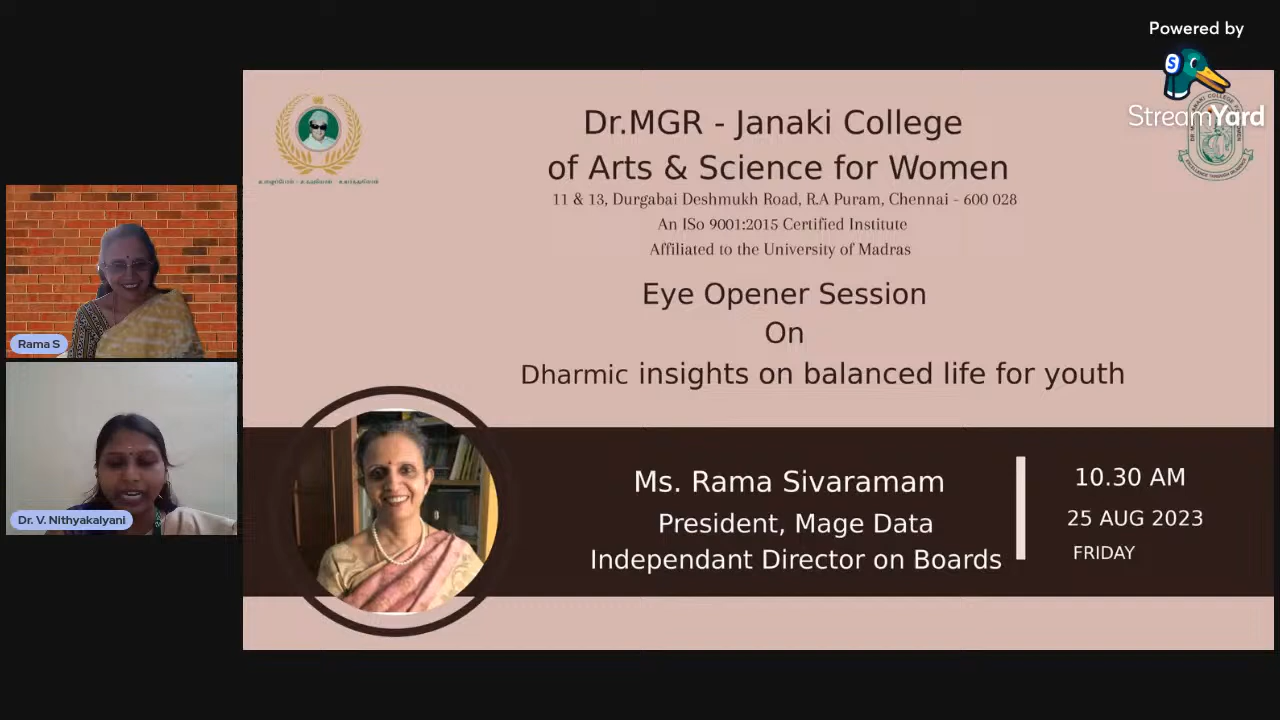 Powered by
StreamYard
Dr.MGR - Janaki College
of Arts & Science for Women
11 & 13, Durgabai Deshmukh Road, R.A Puram, Chennai - 600 028
An ISo 9001:2015 Certified Institute
Affiliated to the University of Madras
Eye Opener Session
On
Dharmic insights on balanced life for youth
Rama S
Dr. V. Nithyakalyani
Ms. Rama Sivaramam
President, Mage Data
Independant Director on Boards
10.30 AM
25 AUG 2023
FRIDAY